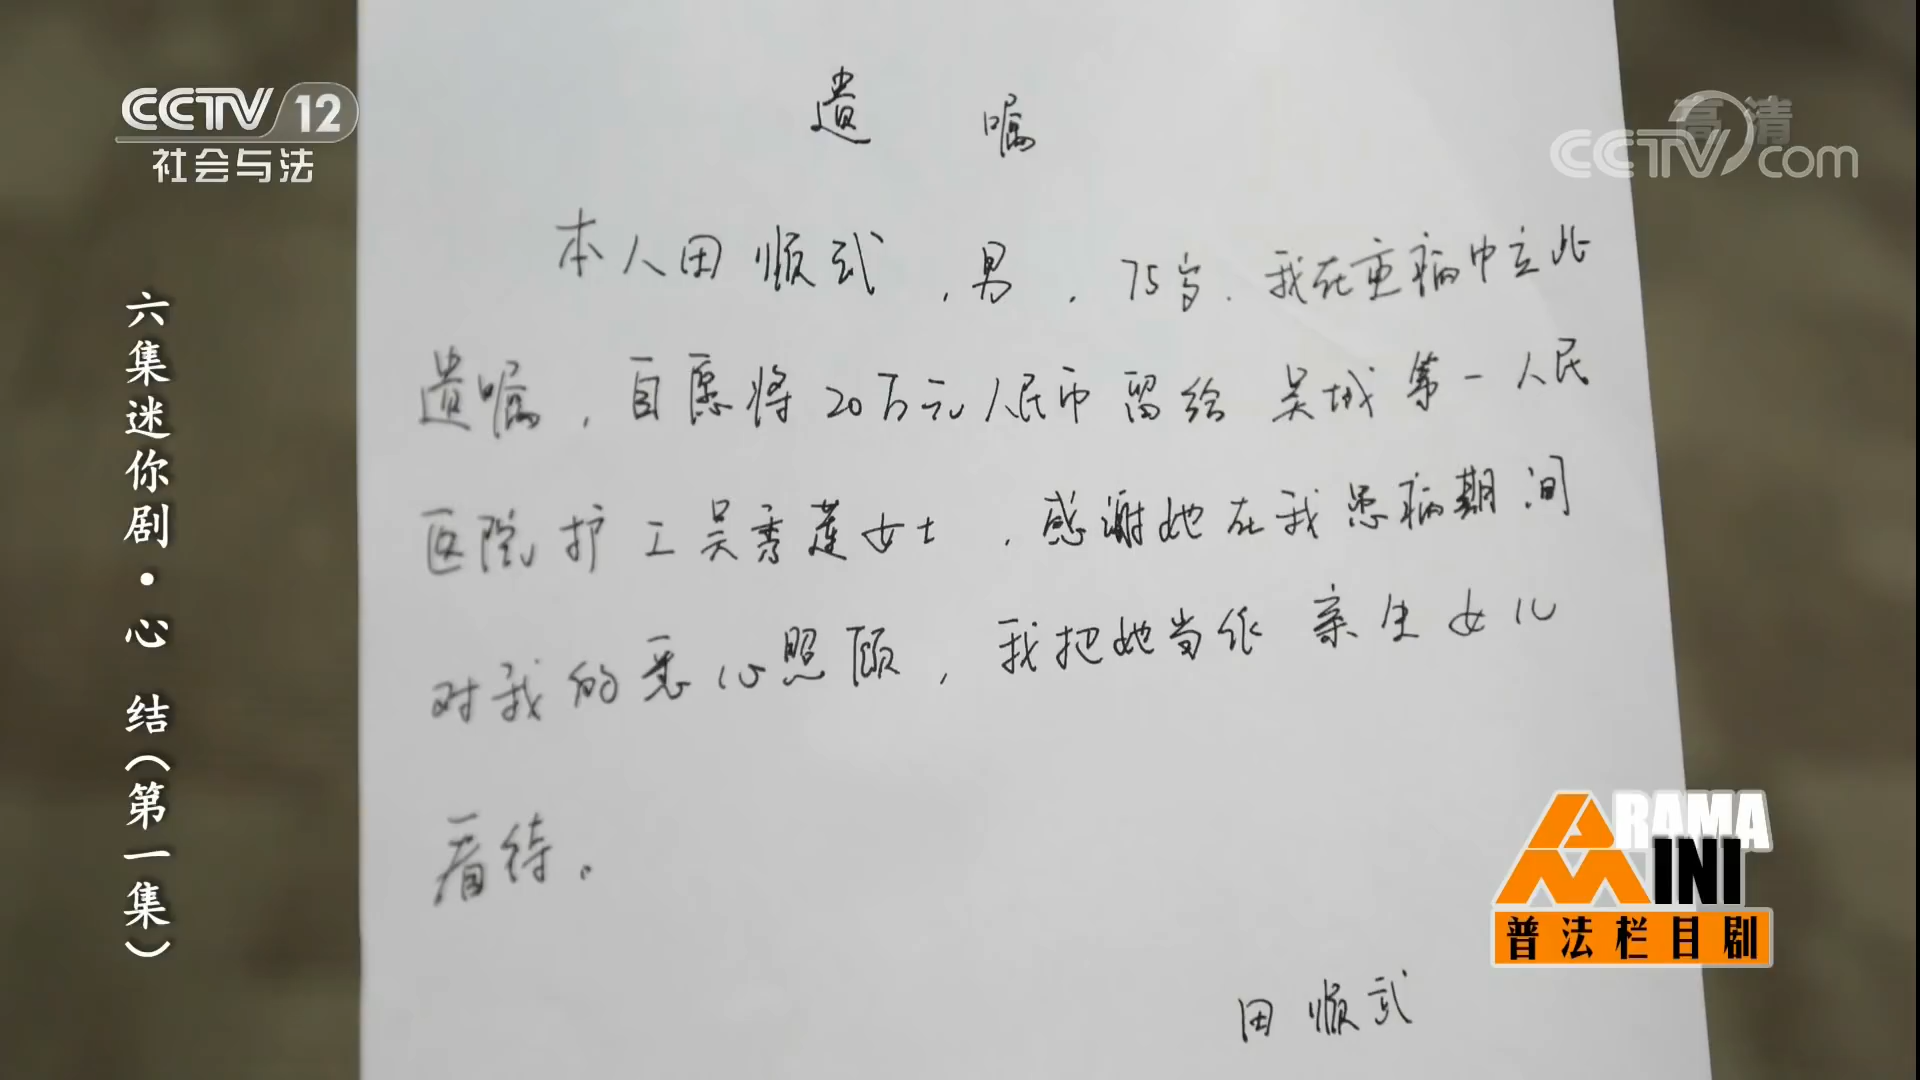 CCTV 12
社会与法
高清
CCTV.com
六集迷你剧·心 结（第一集）
遗 嘱
本人田顺武，男，75岁，我在重病中立此
遗嘱，自愿将20万元人民币留给吴城第一人民
医院护工吴秀莲女士，感谢她在我患病期间
对我的悉心照顾，我把她当作亲生女儿
看待。
田顺武
DRAMA
MINI
普法栏目剧